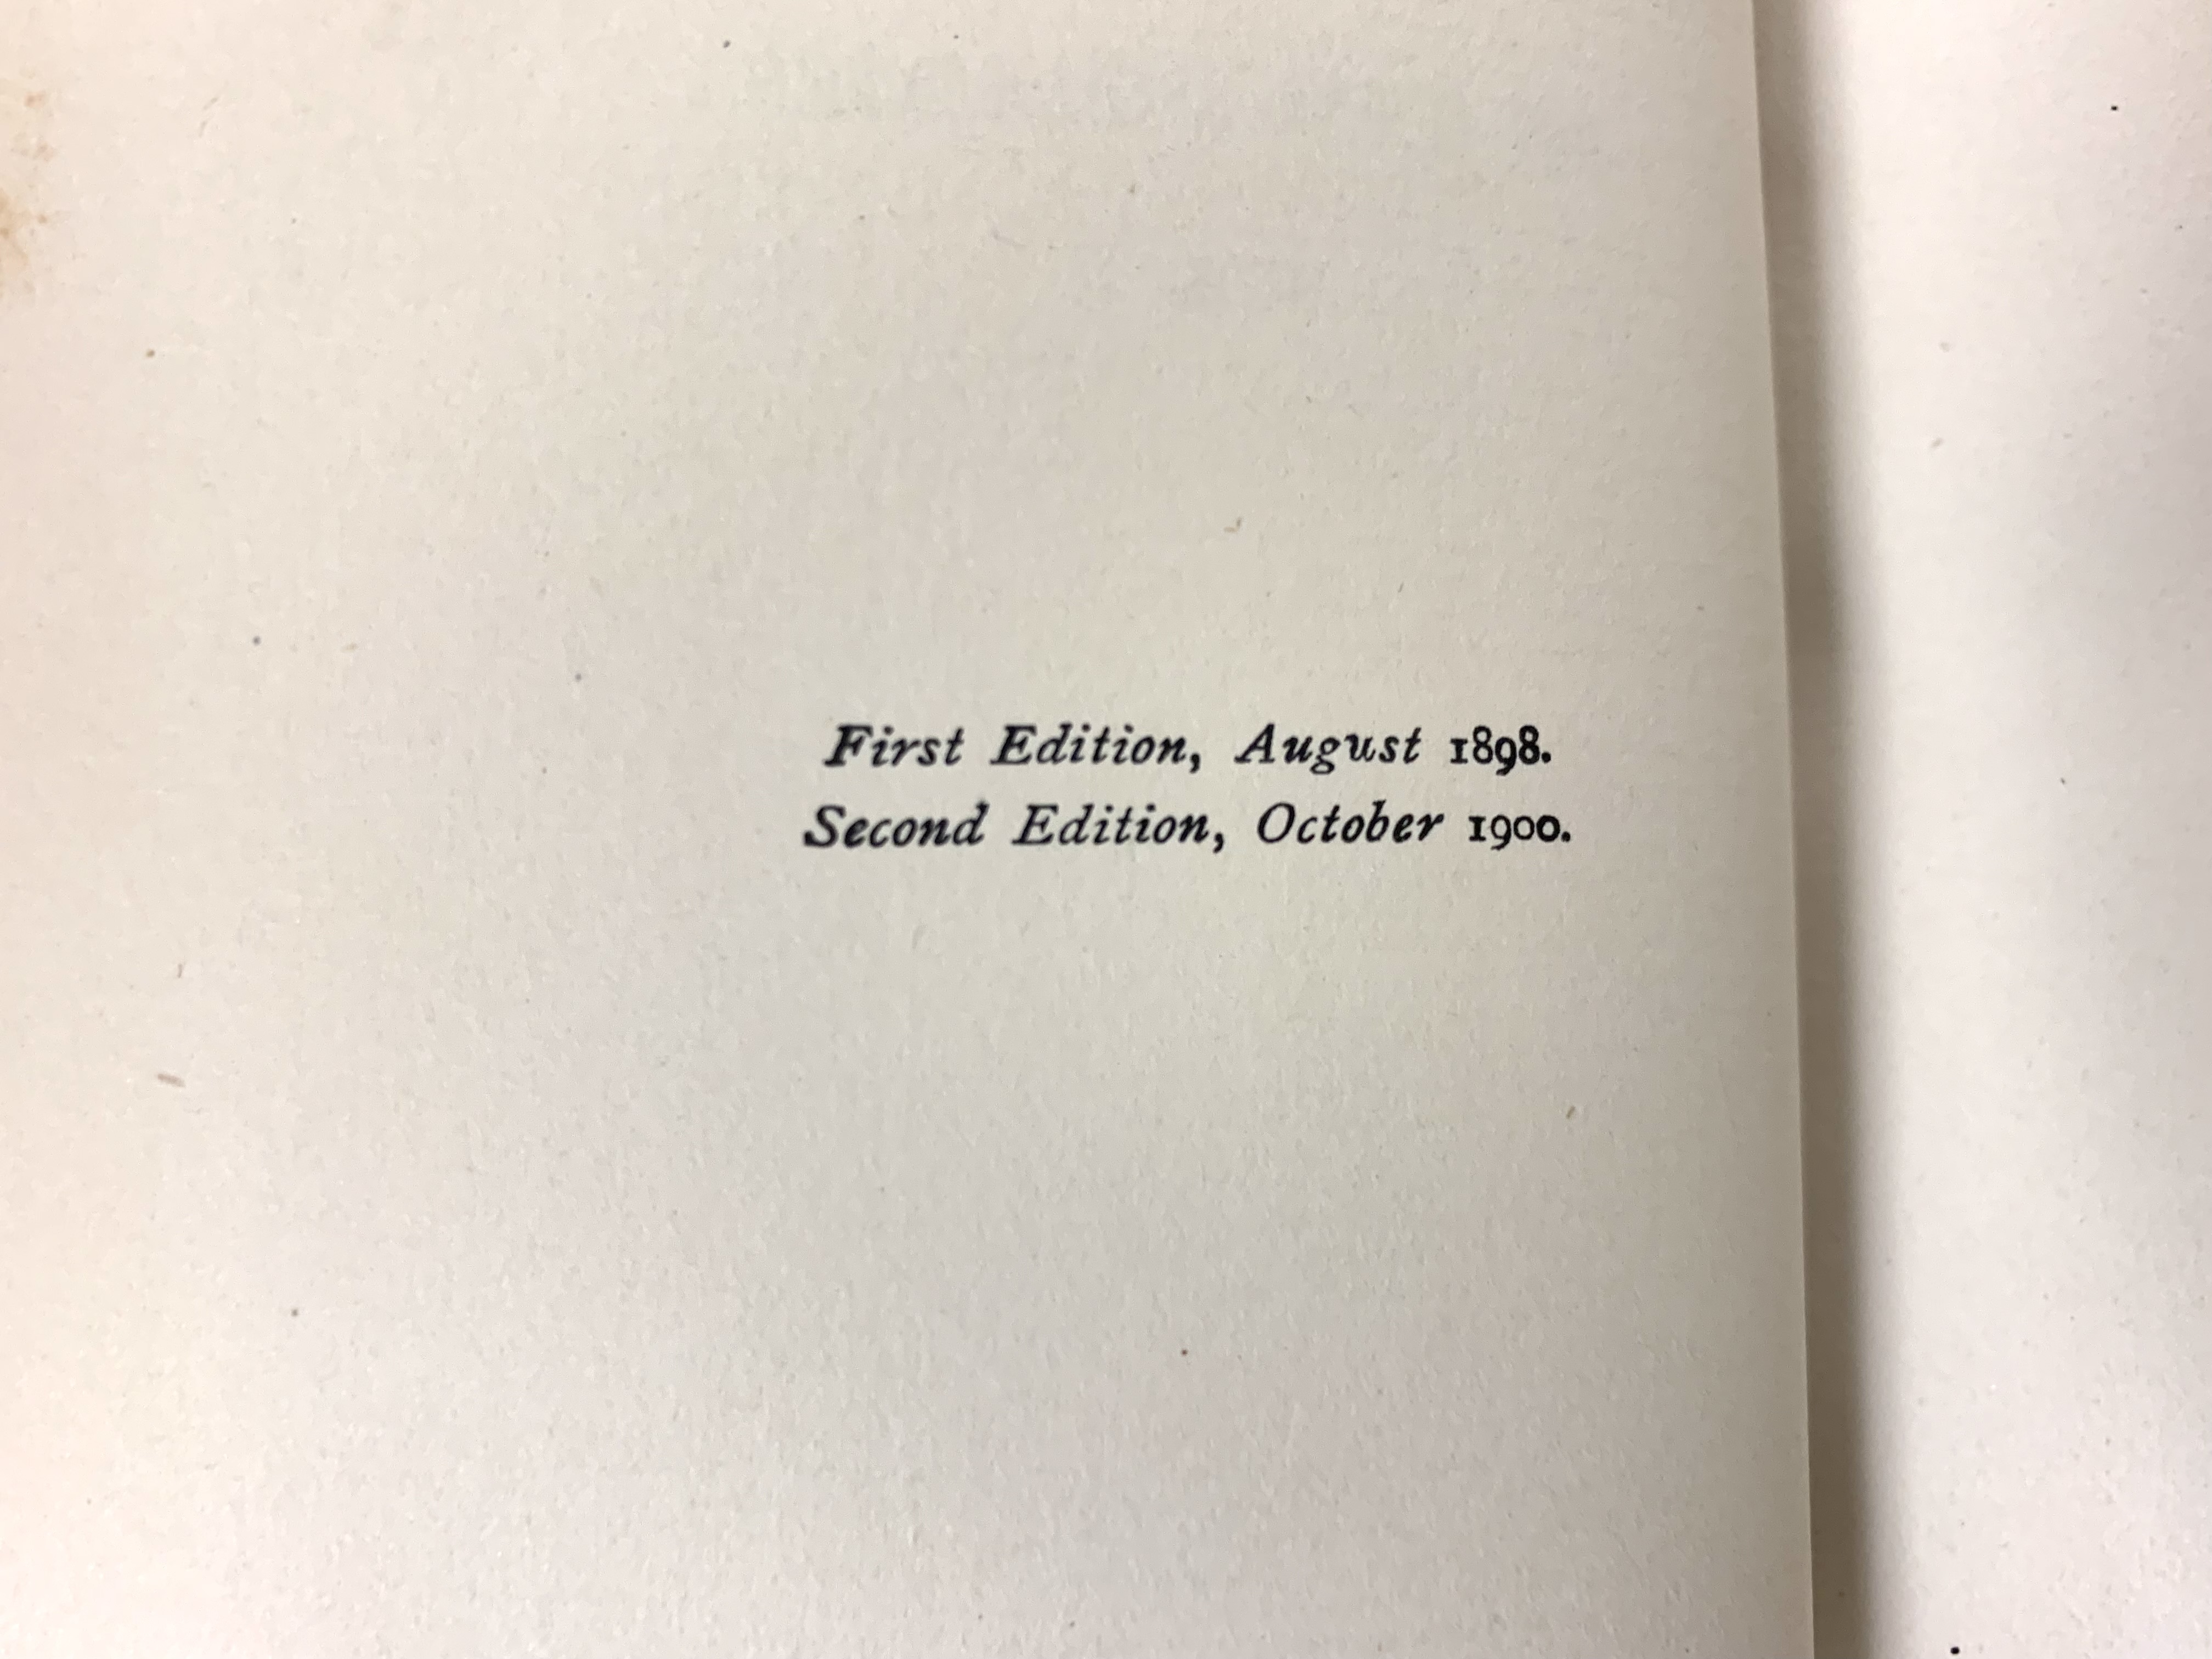 First Edition, August 1898.
Second Edition, October 1900.